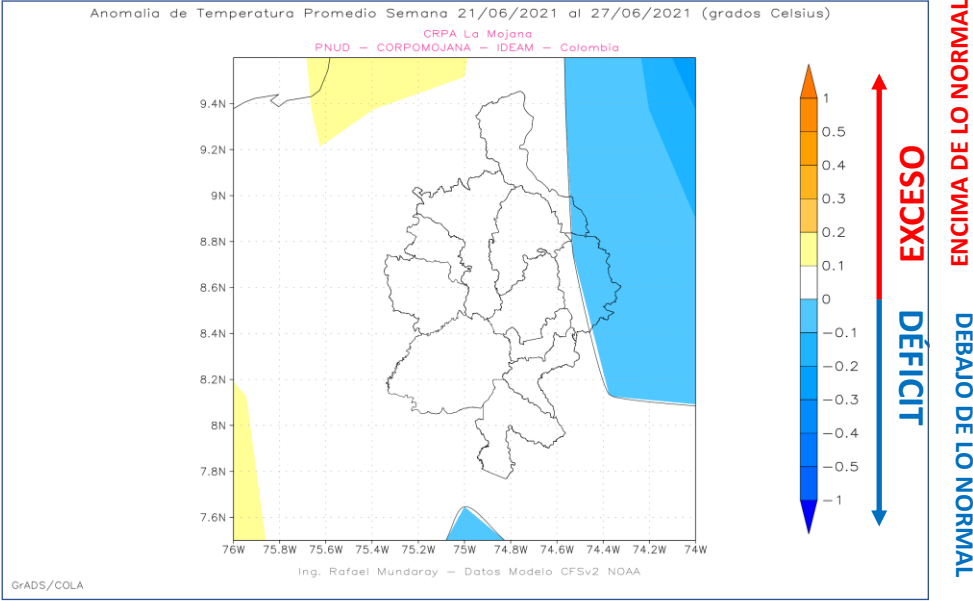 Anomalia de Temperatura Promedio Semana 21/06/2021 al 27/06/2021 (grados Celsius)
CRPA La Mojana
PNUD – CORPOMOJANA – IDEAM – Colombia
9.4N
9.2N
9N
8.8N
8.6N
8.4N
8.2N
8N
7.8N
7.6N
76W 75.8W 75.6W 75.4W 75.2W 75W 74.8W 74.6W 74.4W 74.2W 74W
1
0.5
0.4
0.3
0.2
0.1
0
−0.1
−0.2
−0.3
−0.4
−0.5
−1
EXCESO
DÉFICIT
ENCIMA DE LO NORMAL
DEBAJO DE LO NORMAL
Ing. Rafael Mundaray – Datos Modelo CFSv2 NOAA
GrADS/COLA